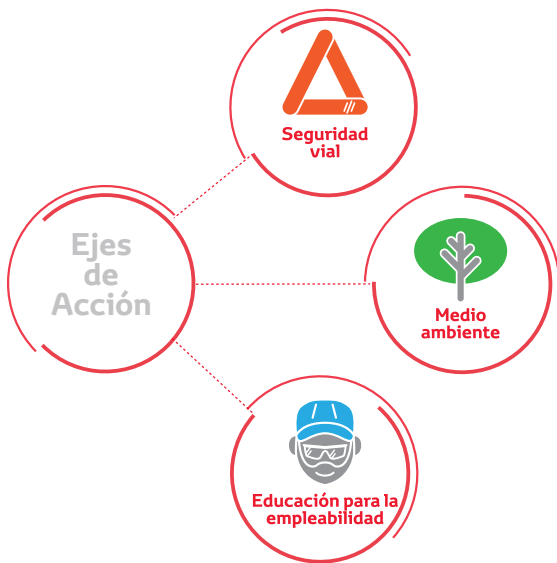 Seguridad
vial
Ejes
de
Acción
Medio
ambiente
Educación para la
empleabilidad